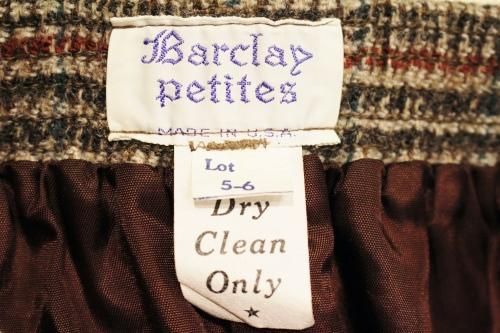 Barclay
petites
MADE IN U.S.A.
Lot
5-6
Dry
Clean
Only